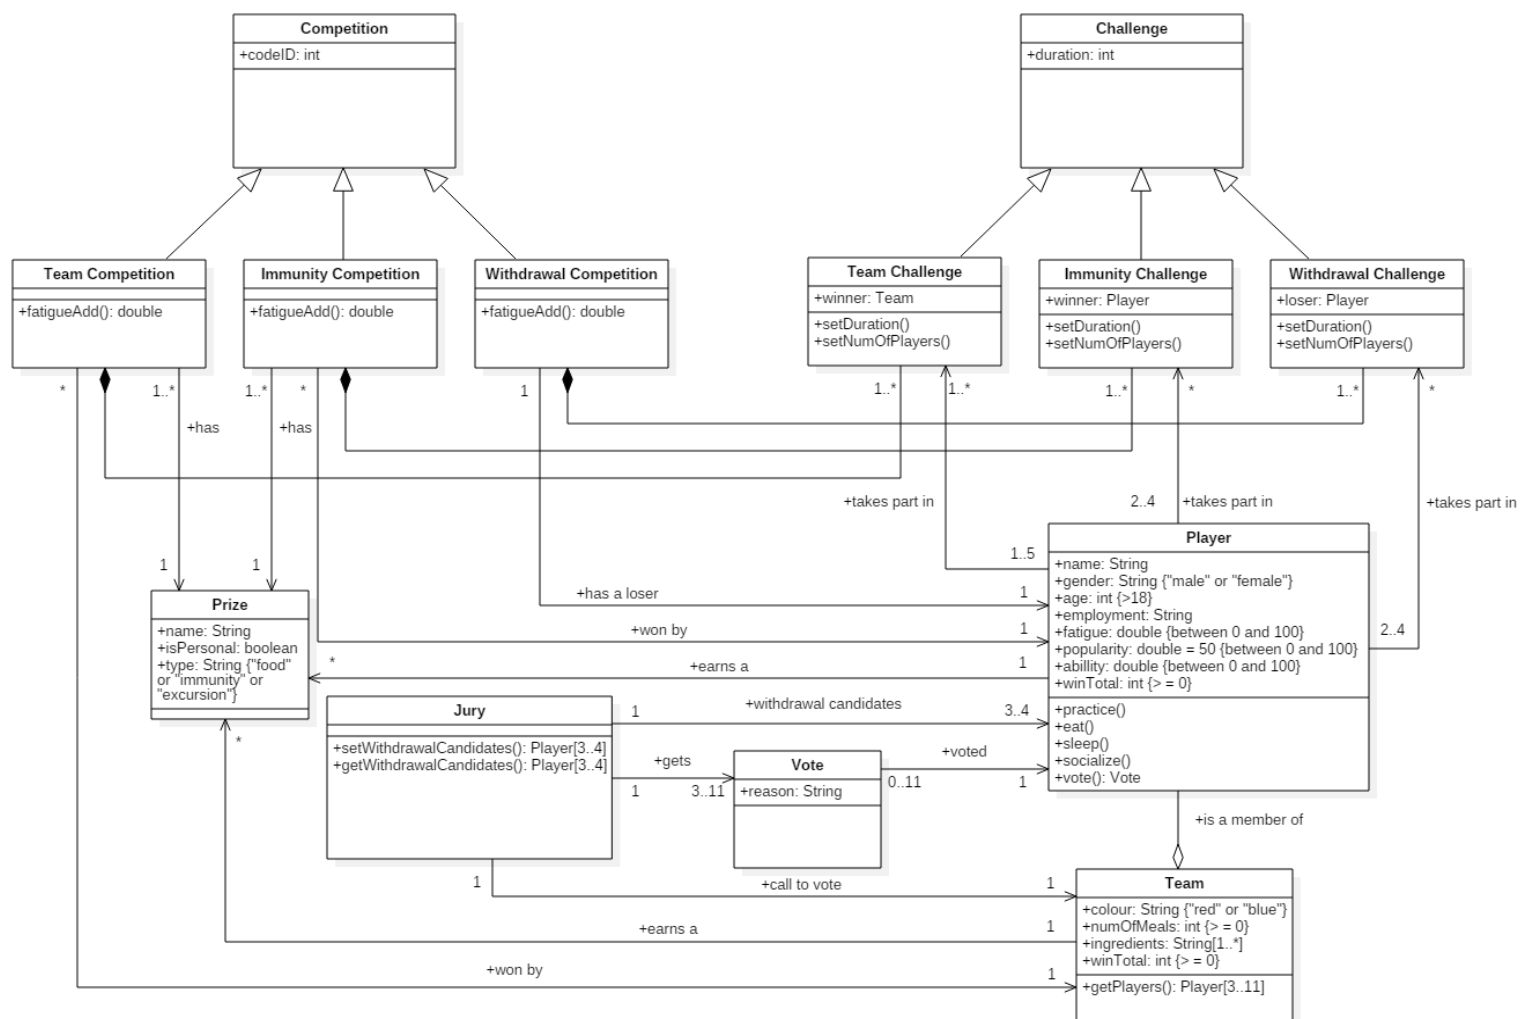 Competition
+codeID: int
Challenge
+duration: int
Team Competition
+fatigueAdd(): double
Immunity Competition
+fatigueAdd(): double
Withdrawal Competition
+fatigueAdd(): double
Team Challenge
+winner: Team
+setDuration()
+setNumOfPlayers()
Immunity Challenge
+winner: Player
+setDuration()
+setNumOfPlayers()
Withdrawal Challenge
+loser: Player
+setDuration()
+setNumOfPlayers()
*
1..*
1..*
*
1
1..*
1..*
1..*
*
1..*
*
+has
+has
+takes part in
2..4
+takes part in
+takes part in
1..5
1
1
+has a loser
1
+won by
1
*
+earns a
1
2..4
Prize
+name: String
+isPersonal: boolean
+type: String {"food"
or "immunity" or
"excursion"}
*
Player
+name: String
+gender: String {"male" or "female"}
+age: int {>18}
+employment: String
+fatigue: double {between 0 and 100}
+popularity: double = 50 {between 0 and 100}
+abillity: double {between 0 and 100}
+winTotal: int {> = 0}
+practice()
+eat()
+sleep()
+socialize()
+vote(): Vote
Jury
+setWithdrawalCandidates(): Player[3..4]
+getWithdrawalCandidates(): Player[3..4]
1
+withdrawal candidates
3..4
+gets
1
3..11
Vote
+reason: String
+voted
0..11
1
+is a member of
1
+call to vote
1
+earns a
1
+won by
1
Team
+colour: String {"red" or "blue"}
+numOfMeals: int {> = 0}
+ingredients: String[1..*]
+winTotal: int {> = 0}
+getPlayers(): Player[3..11]